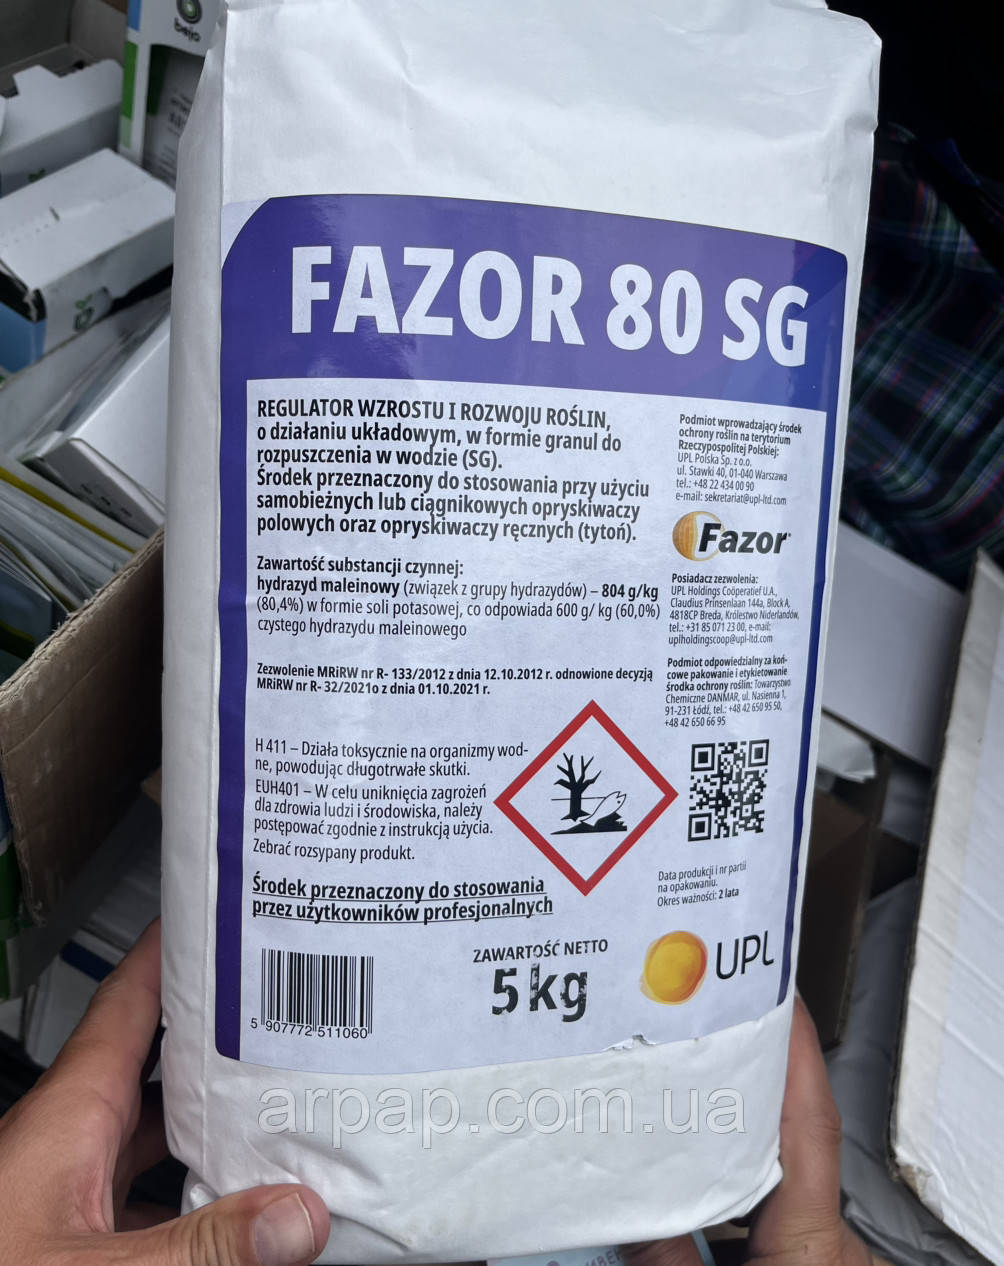 bejo
FAZOR 80 SG
REGULATOR WZROSTU I ROZWOJU ROŚLIN,
o działaniu układowym, w formie granul do
rozpuszczenia w wodzie (SG).
Środek przeznaczony do stosowania przy użyciu
samobieżnych lub ciągnikowych opryskiwaczy
polowych oraz opryskiwaczy ręcznych (tytoń).
Zawartość substancji czynnej:
hydrazyd maleinowy (związek z grupy hydrazydów) – 804 g/kg
(80,4%) w formie soli potasowej, co odpowiada 600 g/ kg (60,0%)
czystego hydrazydu maleinowego
Zezwolenie MRiRW nr R- 133/2012 z dnia 12.10.2012 r. odnowione decyzją
MRiRW nr R- 32/2021o z dnia 01.10.2021 r.
H 411 – Działa toksycznie na organizmy wod-
ne, powodując długotrwałe skutki.
EUH401 – W celu uniknięcia zagrożeń
dla zdrowia ludzi i środowiska, należy
postępować zgodnie z instrukcją użycia.
Zebrać rozsypany produkt.
Środek przeznaczony do stosowania
przez użytkowników profesjonalnych
5 907772 511060
ZAWARTOŚĆ NETTO
5 kg
Podmiot wprowadzający środek
ochrony roślin na terytorium
Rzeczypospolitej Polskiej:
UPL Polska Sp. z o.o.
ul. Stawki 40, 01-040 Warszawa
tel.: +48 22 434 00 90
e-mail: sekretariat@upl-ltd.com
Fazor
Posiadacz zezwolenia:
UPL Holdings Coöperatief U.A.,
Claudius Prinsenlaan 144a, Block A,
4818CP Breda, Królestwo Niderlandów,
tel.: +31 85 071 23 00, e-mail:
uplholdingscoop@upl-ltd.com
Podmiot odpowiedzialny za koń-
cowe pakowanie i etykietowanie
środka ochrony roślin: Towarzystwo
Chemiczne DANMAR, ul. Nasienna 1,
91-231 Łódź, tel.: +48 42 650 95 50,
+48 42 650 66 95
Data produkcji i nr partii
na opakowaniu.
Okres ważności: 2 lata
UPL
arpap.com.ua